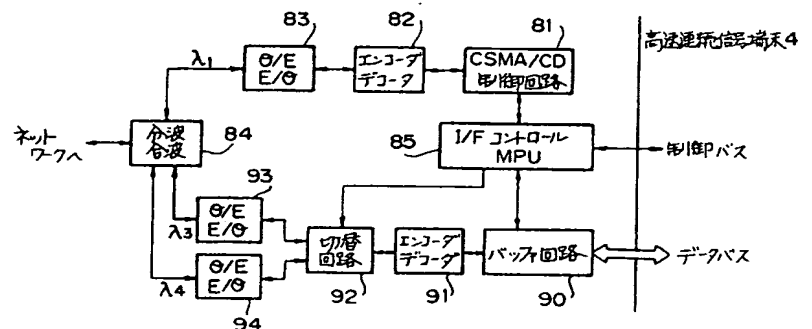 83
82
81
高速連続信号端末4
λ1
O/E
E/O
エンコーダ
デコーダ
CSMA/CD
制御回路
ネット
ワークへ
分波
合波
84
85
I/F コントロール
MPU
制御バス
93
λ3
O/E
E/O
λ4
O/E
E/O
94
切替
回路
92
エンコーダ
デコーダ
91
バッファ回路
90
データバス